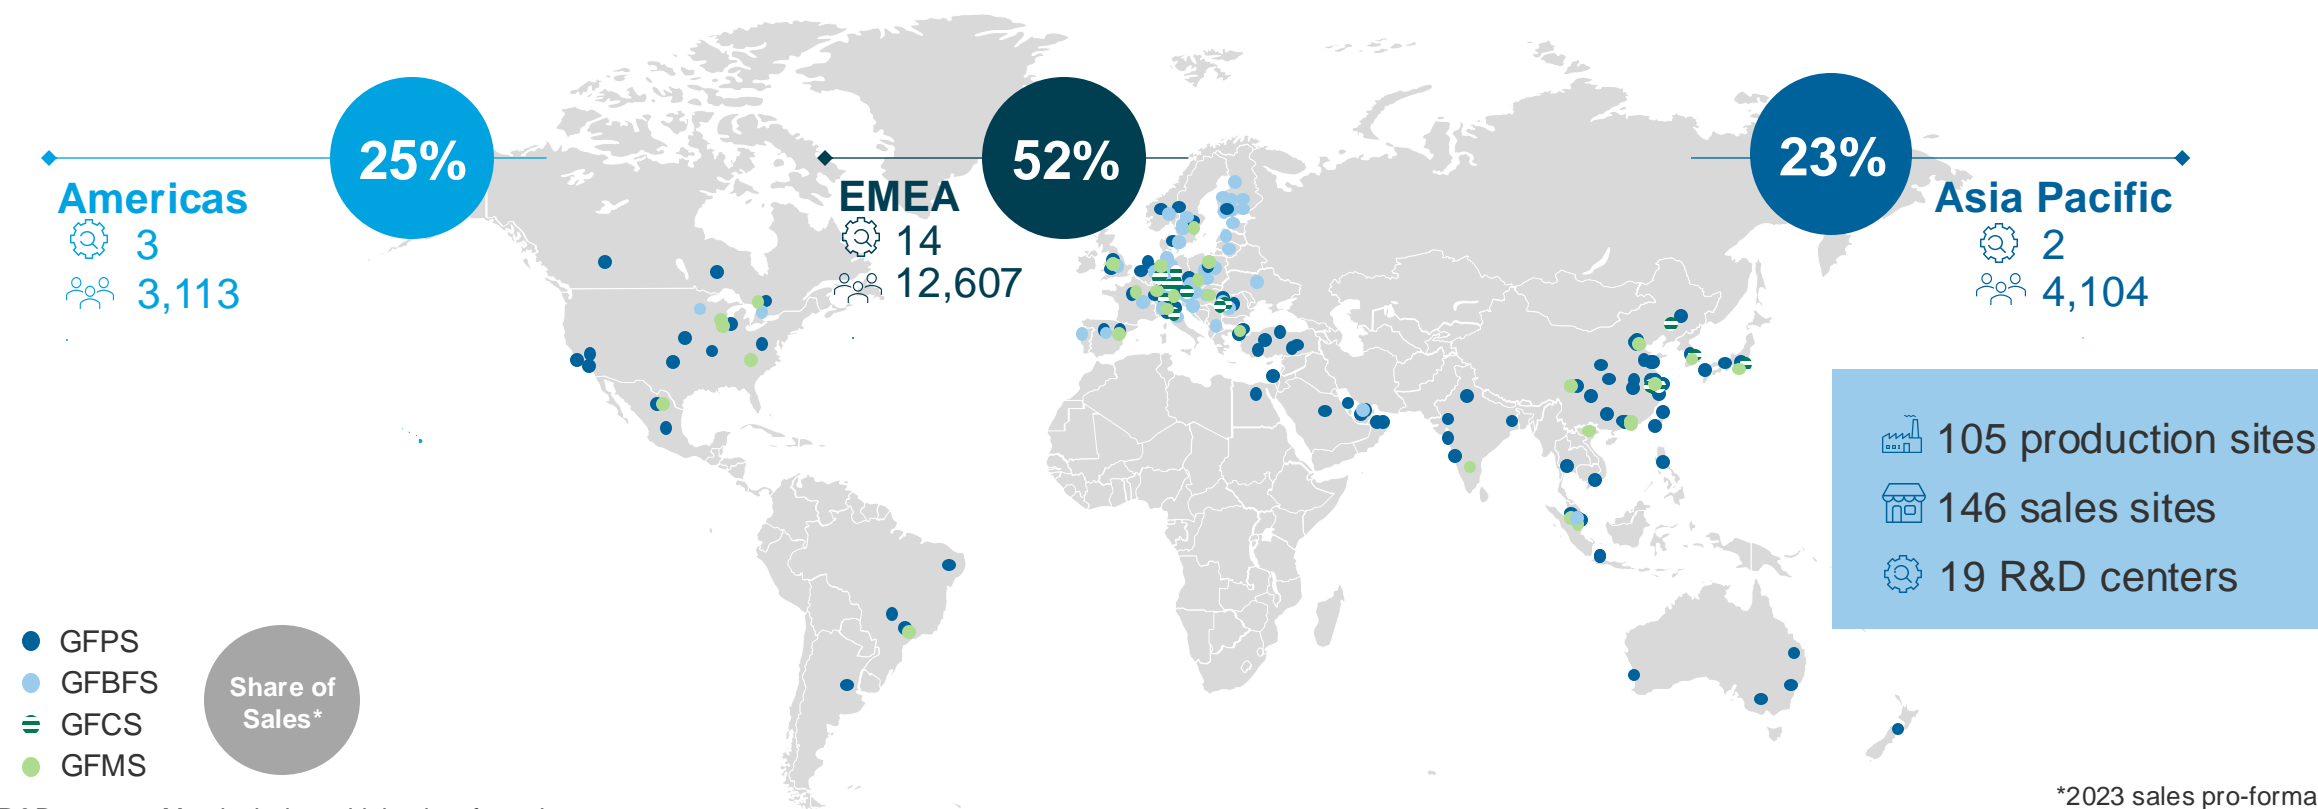 25%
52%
23%
Americas
3
3,113
EMEA
14
12,607
Asia Pacific
2
4,104
105 production sites
146 sales sites
19 R&D centers
GFPS
GFBFS
GFCS
GFMS
Share of
Sales*
*2023 sales pro-forma